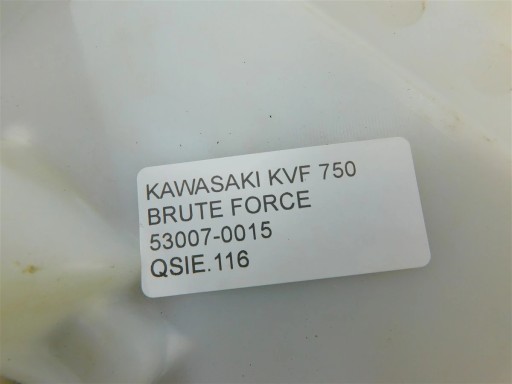 KAWASAKI KVF 750
BRUTE FORCE
53007-0015
QSIE.116